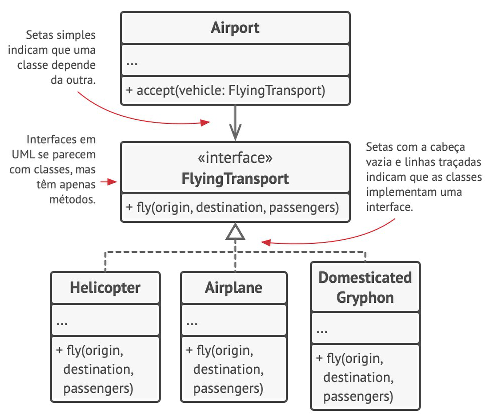 Airport
...
+ accept(vehicle: FlyingTransport)
Setas simples
indicam que uma
classe depende
da outra.
Interfaces em
UML se parecem
com classes, mas
têm apenas
métodos.
«interface»
FlyingTransport
+ fly(origin, destination, passengers)
Setas com a cabeça
vazia e linhas traçadas
indicam que as classes
implementam uma
interface.
Helicopter
...
+ fly(origin,
destination,
passengers)
Airplane
...
+ fly(origin,
destination,
passengers)
Domesticated
Gryphon
...
+ fly(origin,
destination,
passengers)